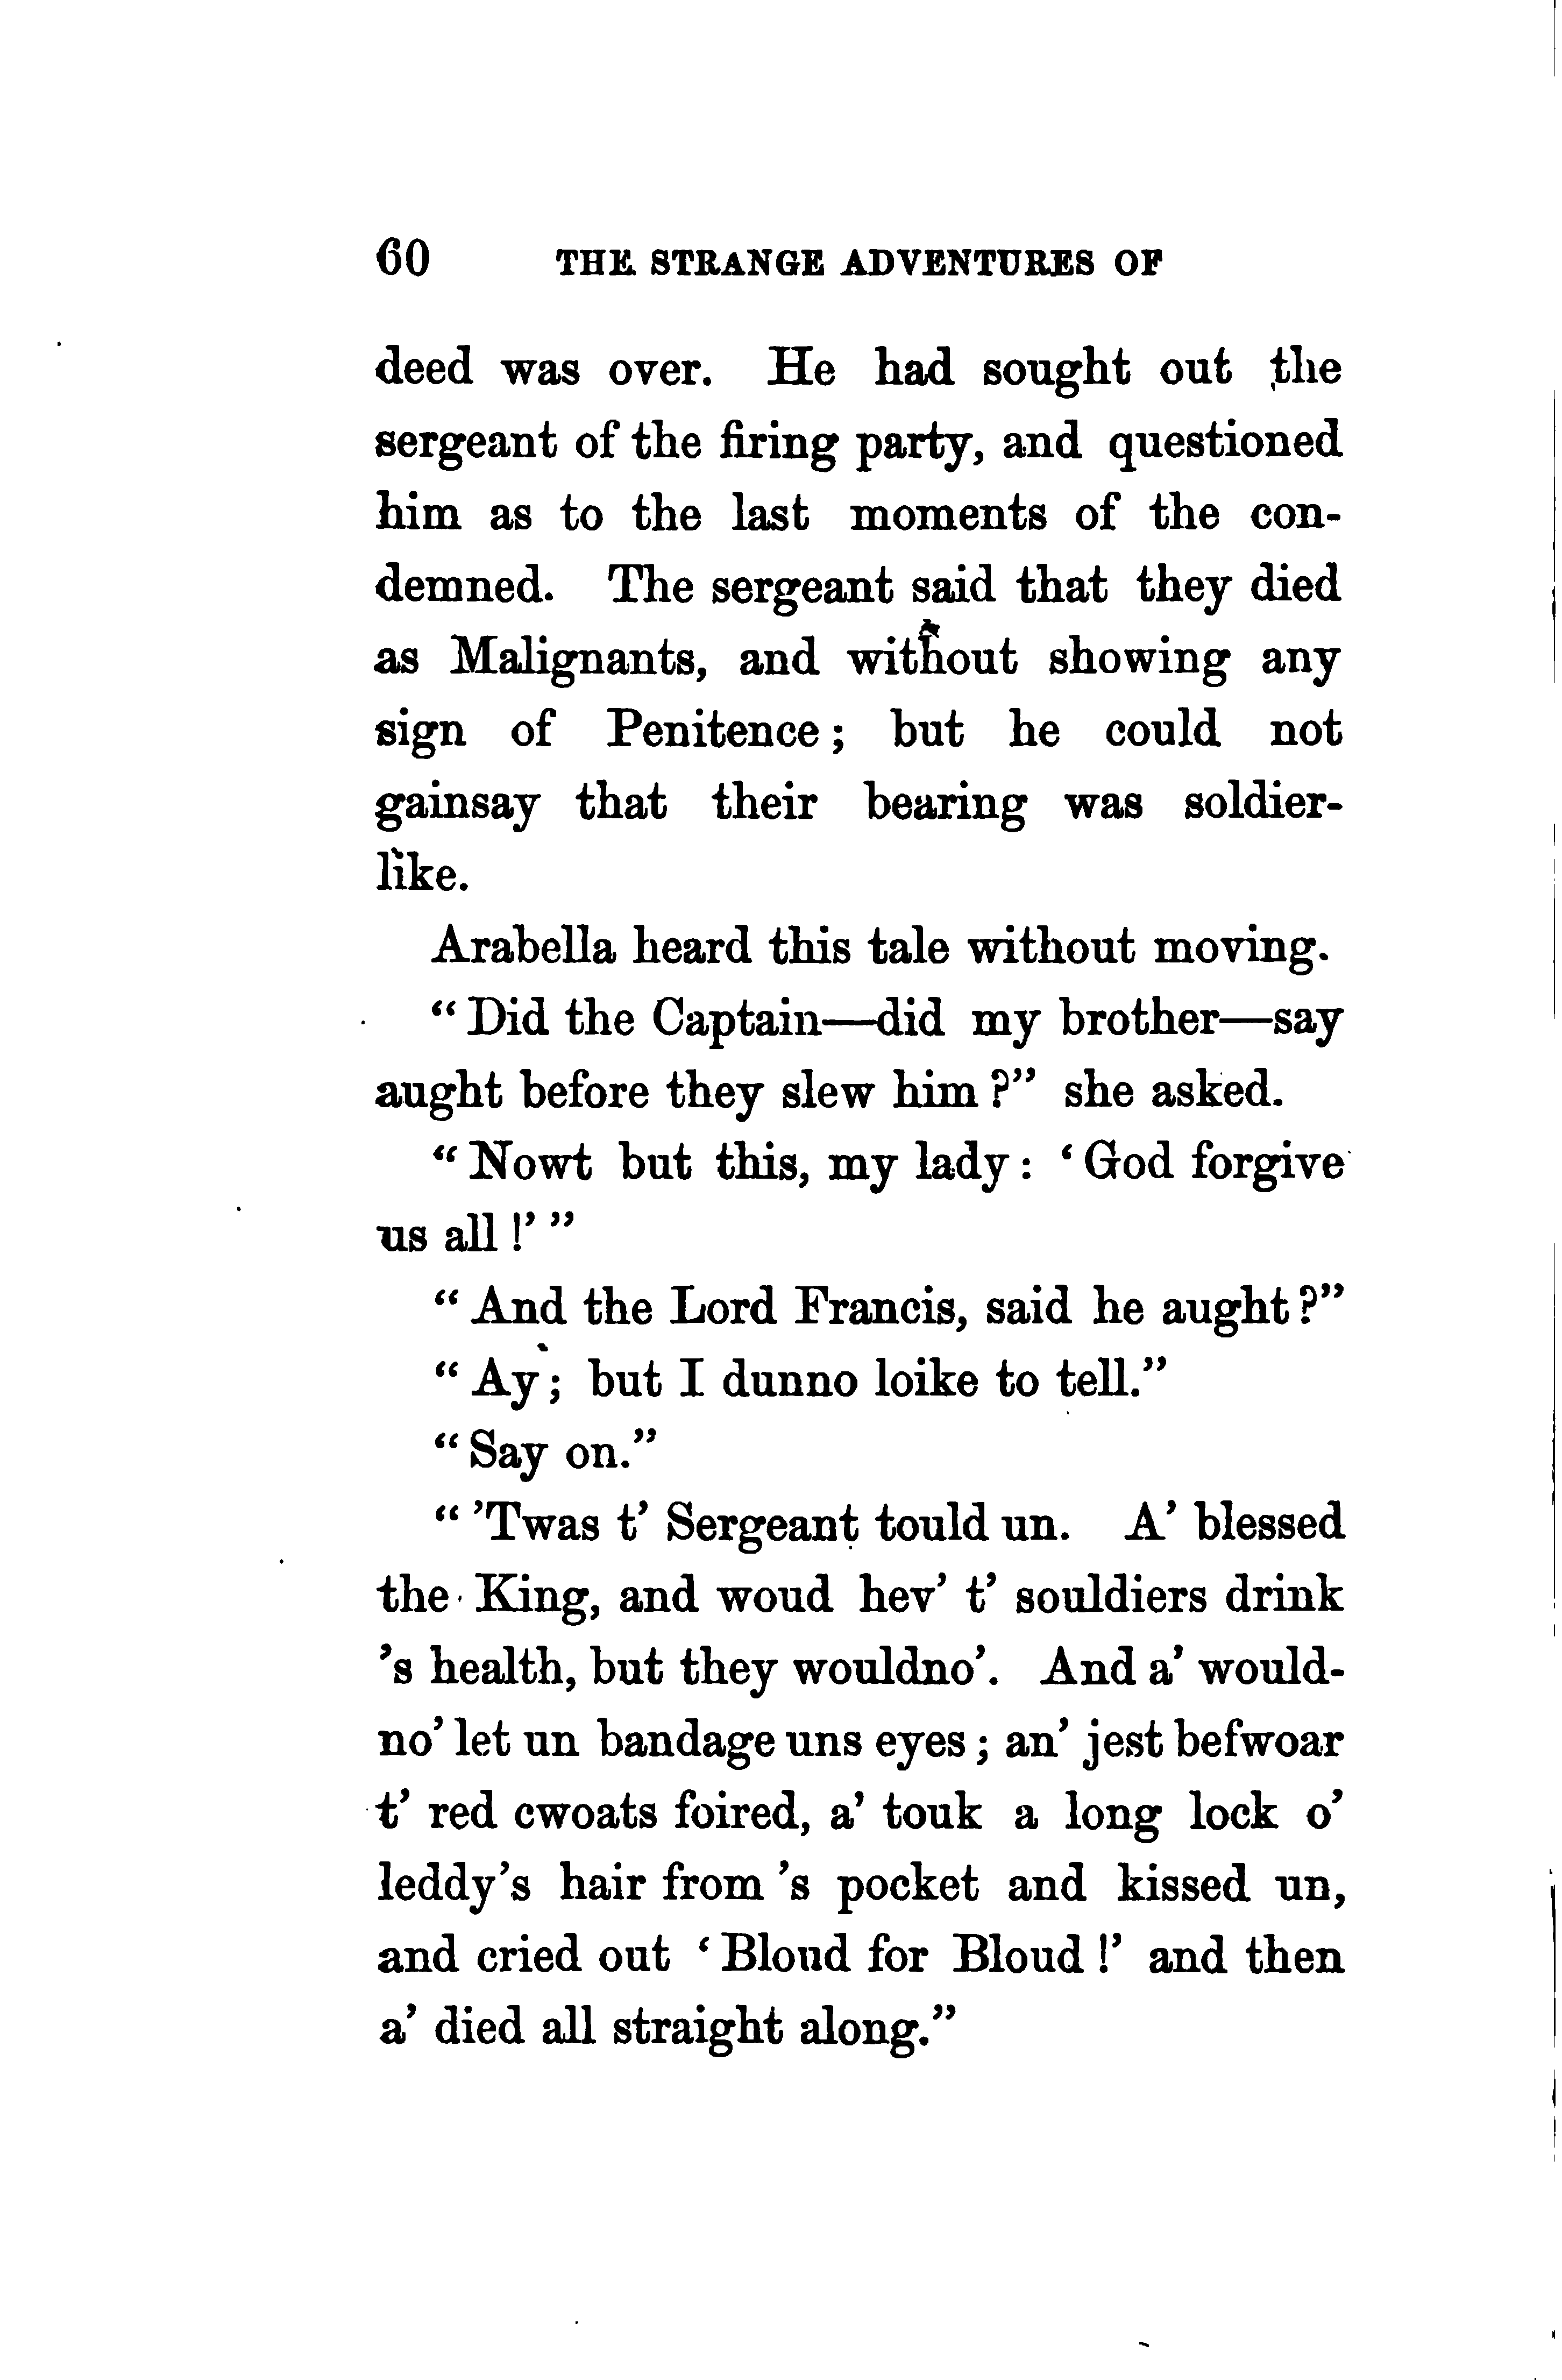 60 THE STRANGE ADVENTURES OF
deed was over. He had sought out the
sergeant of the firing party, and questioned
him as to the last moments of the con-
demned. The sergeant said that they died
as Malignants, and without showing any
sign of Penitence; but he could not
gainsay that their bearing was soldier-
like.
Arabella heard this tale without moving.
“Did the Captain—did my brother—say
aught before they slew him?” she asked.
“Nowt but this, my lady: ‘God forgive
us all!’”
“And the Lord Francis, said he aught?”
“Ay; but I dunno loike to tell.”
“Say on.”
“’Twas t’ Sergeant tould un. A’ blessed
the King, and woud hev’ t’ souldiers drink
’s health, but they wouldno’. And a’ would-
no’ let un bandage uns eyes; an’ jest befwoar
t’ red cwoats foired, a’ touk a long lock o’
leddy’s hair from ’s pocket and kissed un,
and cried out ‘Bloud for Bloud!’ and then
a’ died all straight along.”